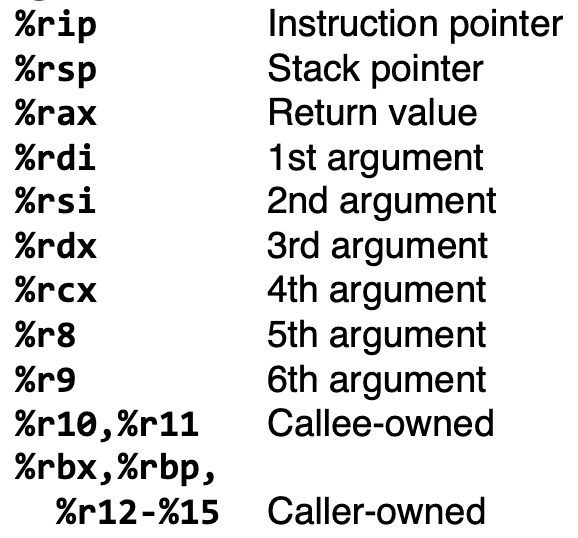 %rip Instruction pointer
%rsp Stack pointer
%rax Return value
%rdi 1st argument
%rsi 2nd argument
%rdx 3rd argument
%rcx 4th argument
%r8 5th argument
%r9 6th argument
%r10,%r11 Callee-owned
%rbx,%rbp,
%r12-%15 Caller-owned